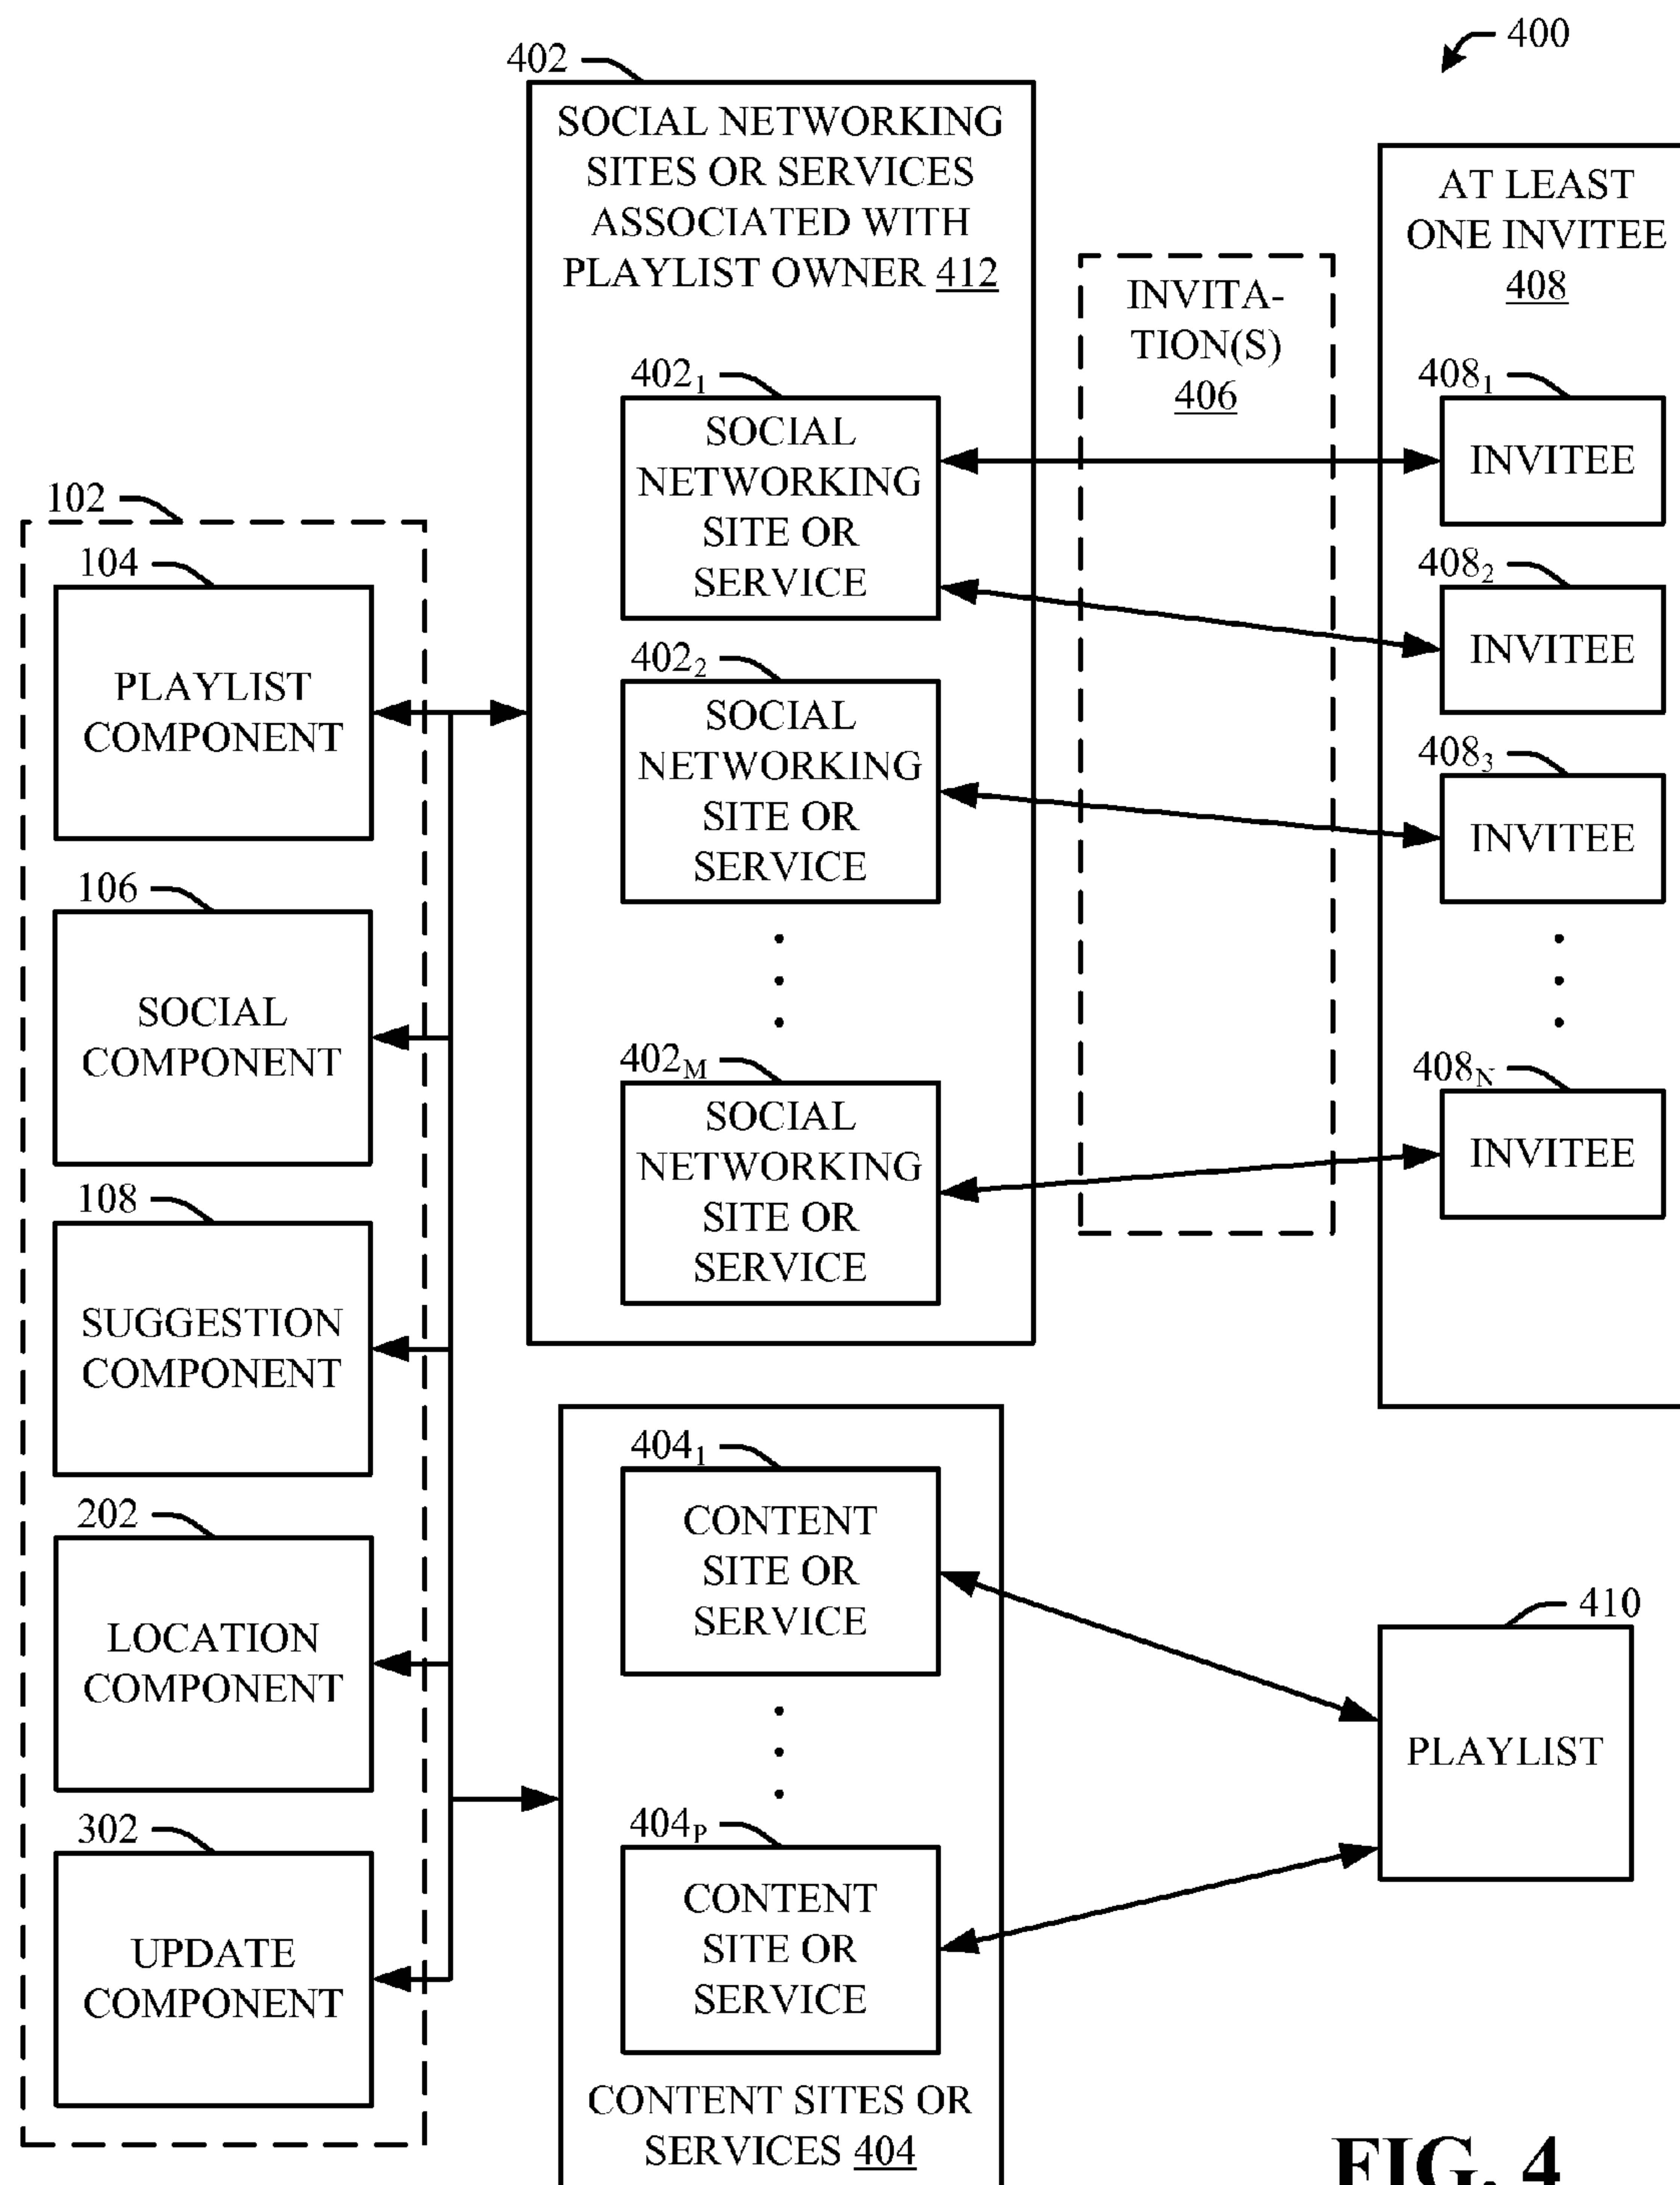 400
402
SOCIAL NETWORKING
SITES OR SERVICES
ASSOCIATED WITH
PLAYLIST OWNER 412
AT LEAST
ONE INVITEE
408
INVITA-
TION(S)
406
402₁
SOCIAL
NETWORKING
SITE OR
SERVICE
408₁
INVITEE
402₂
SOCIAL
NETWORKING
SITE OR
SERVICE
408₂
INVITEE
408₃
INVITEE
402M
SOCIAL
NETWORKING
SITE OR
SERVICE
408N
INVITEE
102
104
PLAYLIST
COMPONENT
106
SOCIAL
COMPONENT
108
SUGGESTION
COMPONENT
202
LOCATION
COMPONENT
302
UPDATE
COMPONENT
404₁
CONTENT
SITE OR
SERVICE
404P
CONTENT
SITE OR
SERVICE
CONTENT SITES OR
SERVICES 404
410
PLAYLIST
FIG. 4